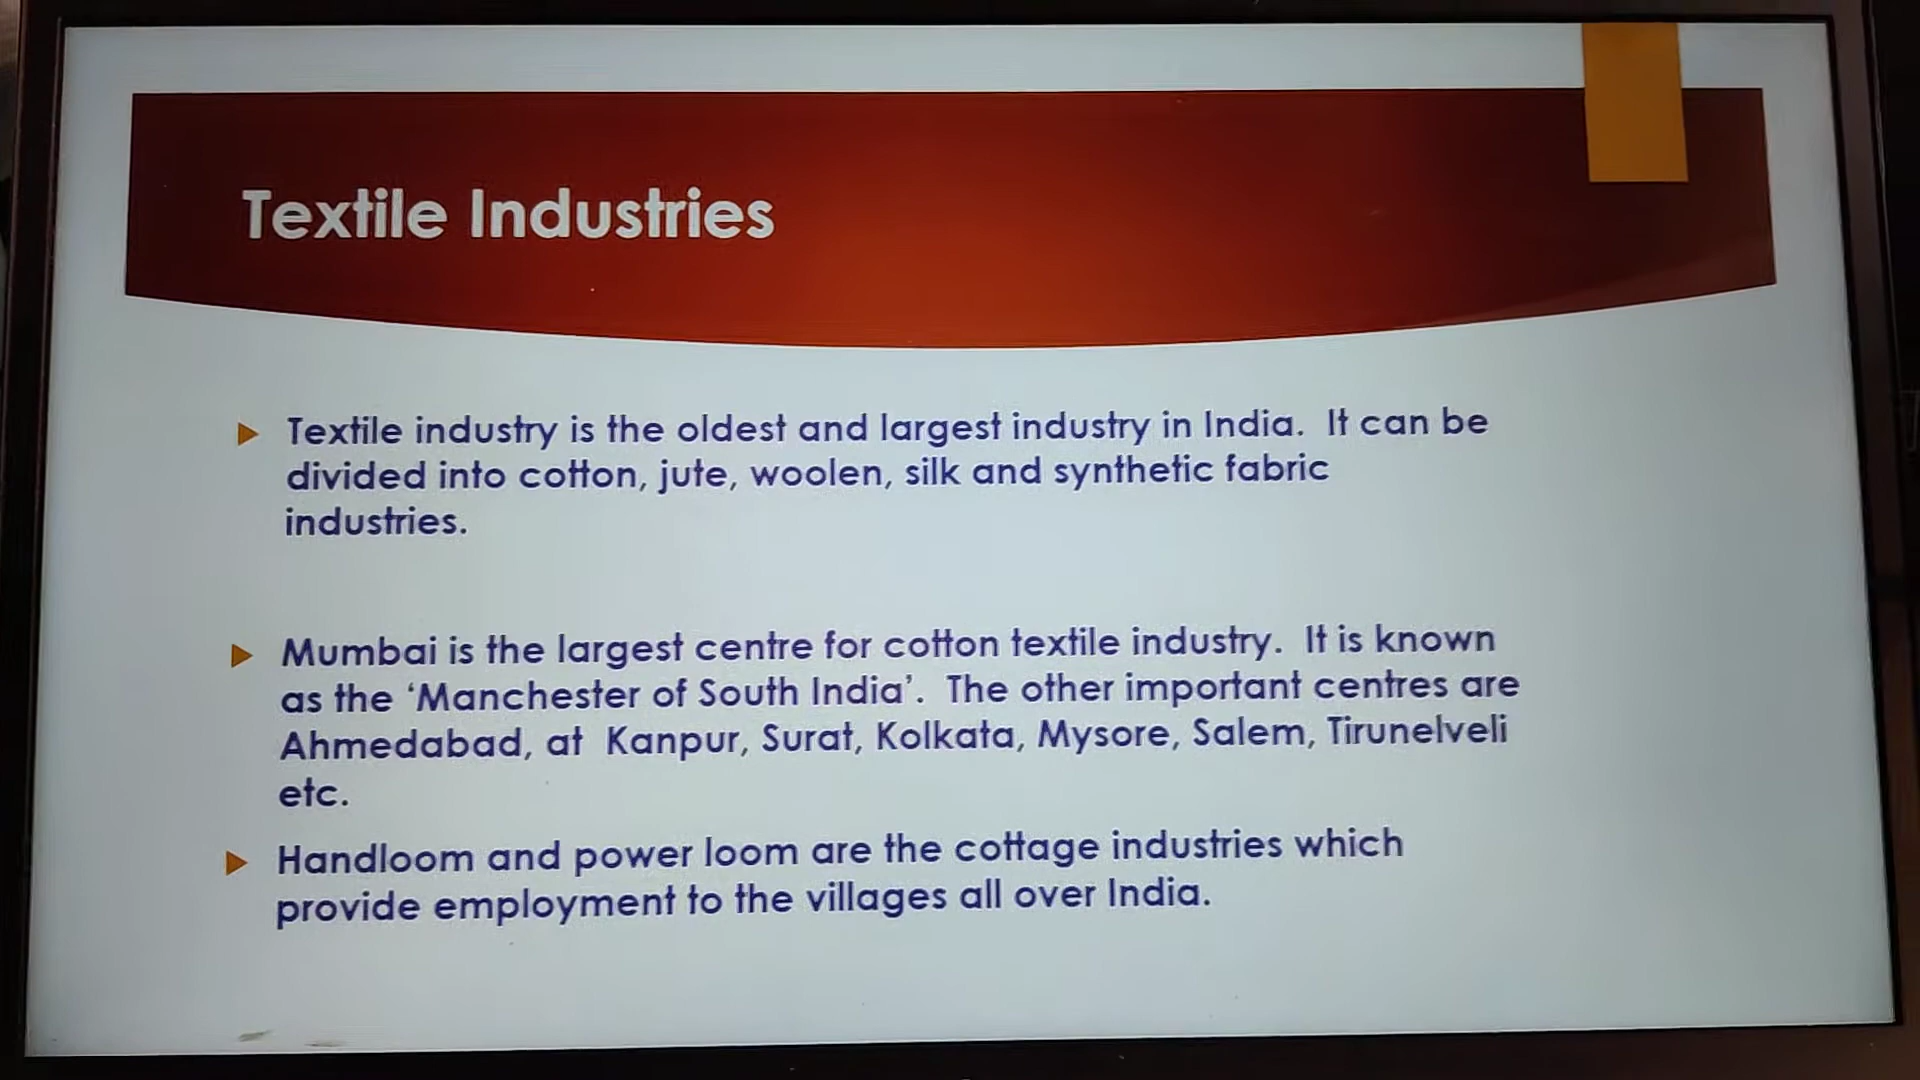 Textile Industries
Textile industry is the oldest and largest industry in India. It can be
divided into cotton, jute, woolen, silk and synthetic fabric
industries.
Mumbai is the largest centre for cotton textile industry. It is known
as the ‘Manchester of South India’. The other important centres are
Ahmedabad, at Kanpur, Surat, Kolkata, Mysore, Salem, Tirunelveli
etc.
Handloom and power loom are the cottage industries which
provide employment to the villages all over India.